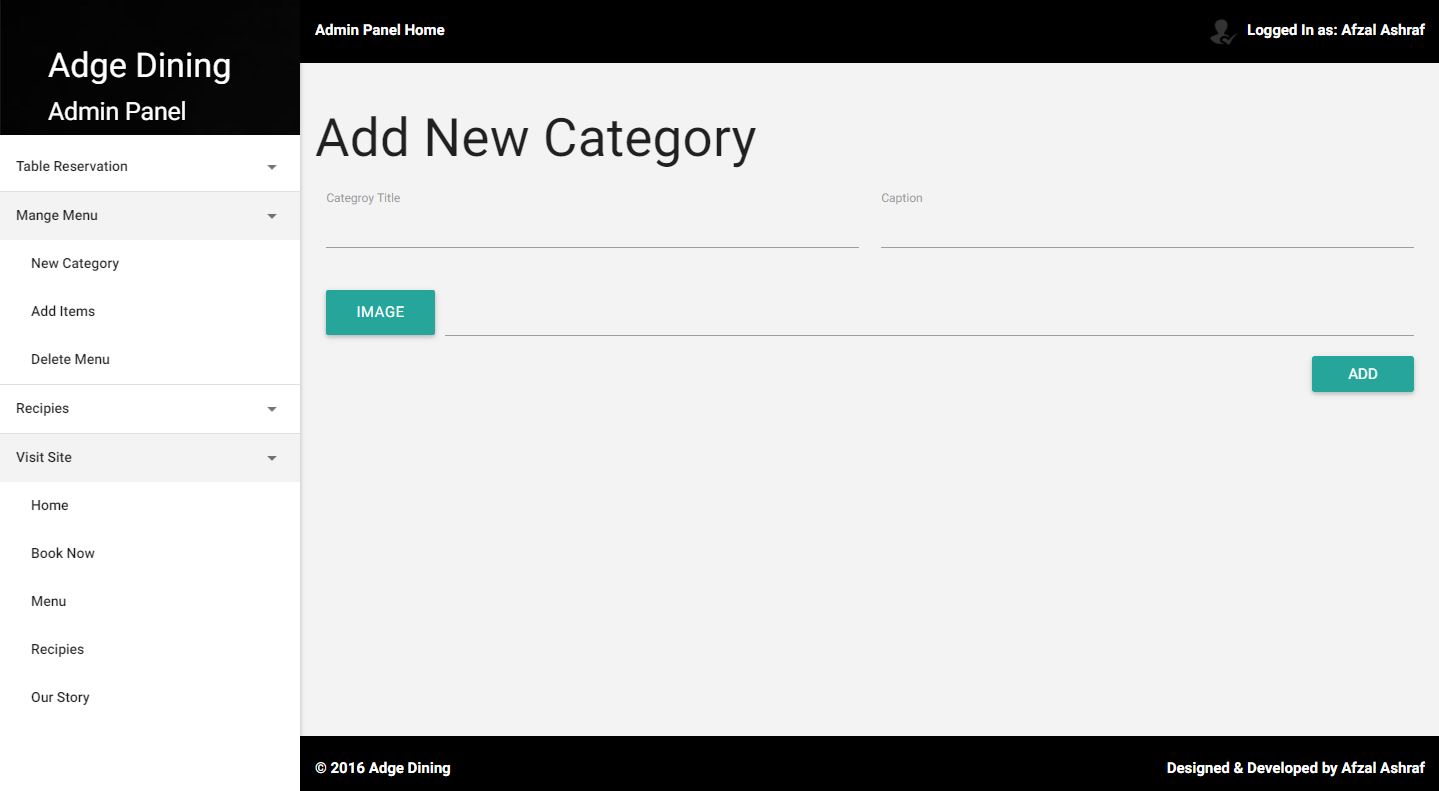 Adge Dining
Admin Panel
Admin Panel Home
Logged In as: Afzal Ashraf
Table Reservation
Mange Menu
New Category
Add Items
Delete Menu
Recipies
Visit Site
Home
Book Now
Menu
Recipies
Our Story
Add New Category
Categroy Title
Caption
IMAGE
ADD
© 2016 Adge Dining
Designed & Developed by Afzal Ashraf